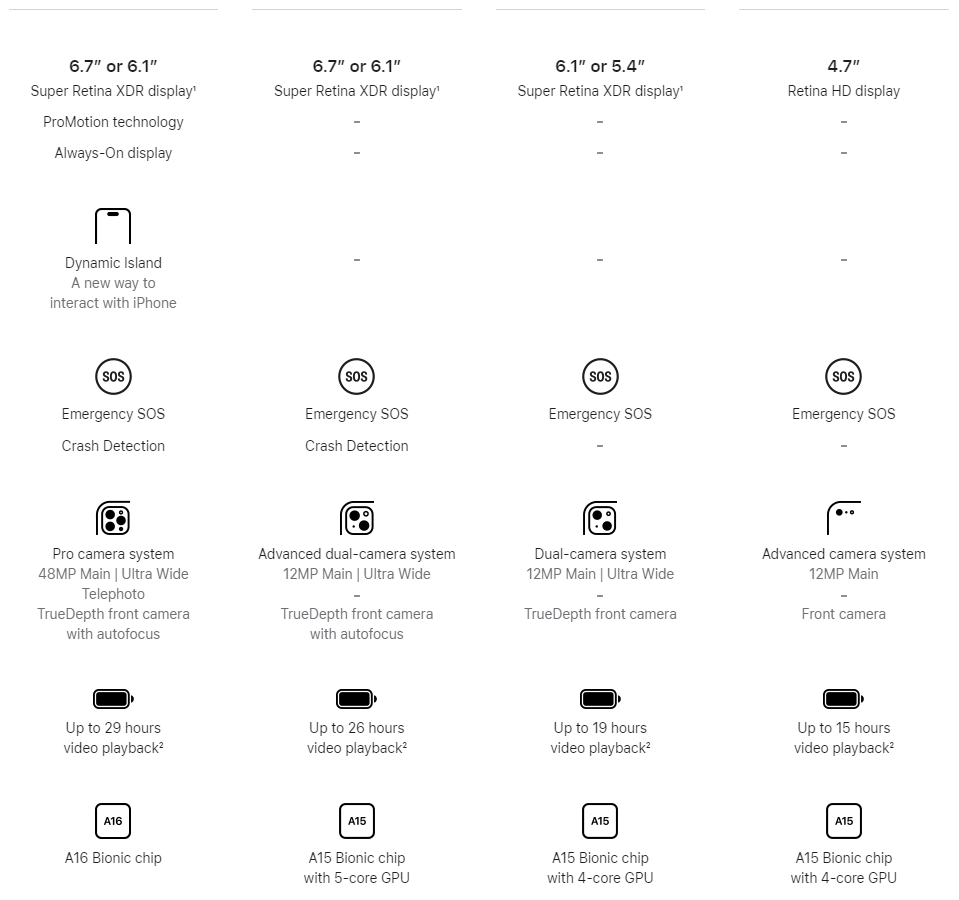 6.7” or 6.1”
Super Retina XDR display¹
ProMotion technology
Always-On display
Dynamic Island
A new way to
interact with iPhone
SOS
Emergency SOS
Crash Detection
Pro camera system
48MP Main | Ultra Wide
Telephoto
TrueDepth front camera
with autofocus
Up to 29 hours
video playback²
A16
A16 Bionic chip
6.7” or 6.1”
Super Retina XDR display¹
–
–
–
SOS
Emergency SOS
Crash Detection
Advanced dual-camera system
12MP Main | Ultra Wide
–
TrueDepth front camera
with autofocus
Up to 26 hours
video playback²
A15
A15 Bionic chip
with 5-core GPU
6.1” or 5.4”
Super Retina XDR display¹
–
–
–
SOS
Emergency SOS
–
Dual-camera system
12MP Main | Ultra Wide
–
TrueDepth front camera
Up to 19 hours
video playback²
A15
A15 Bionic chip
with 4-core GPU
4.7”
Retina HD display
–
–
–
SOS
Emergency SOS
–
Advanced camera system
12MP Main
–
Front camera
Up to 15 hours
video playback²
A15
A15 Bionic chip
with 4-core GPU